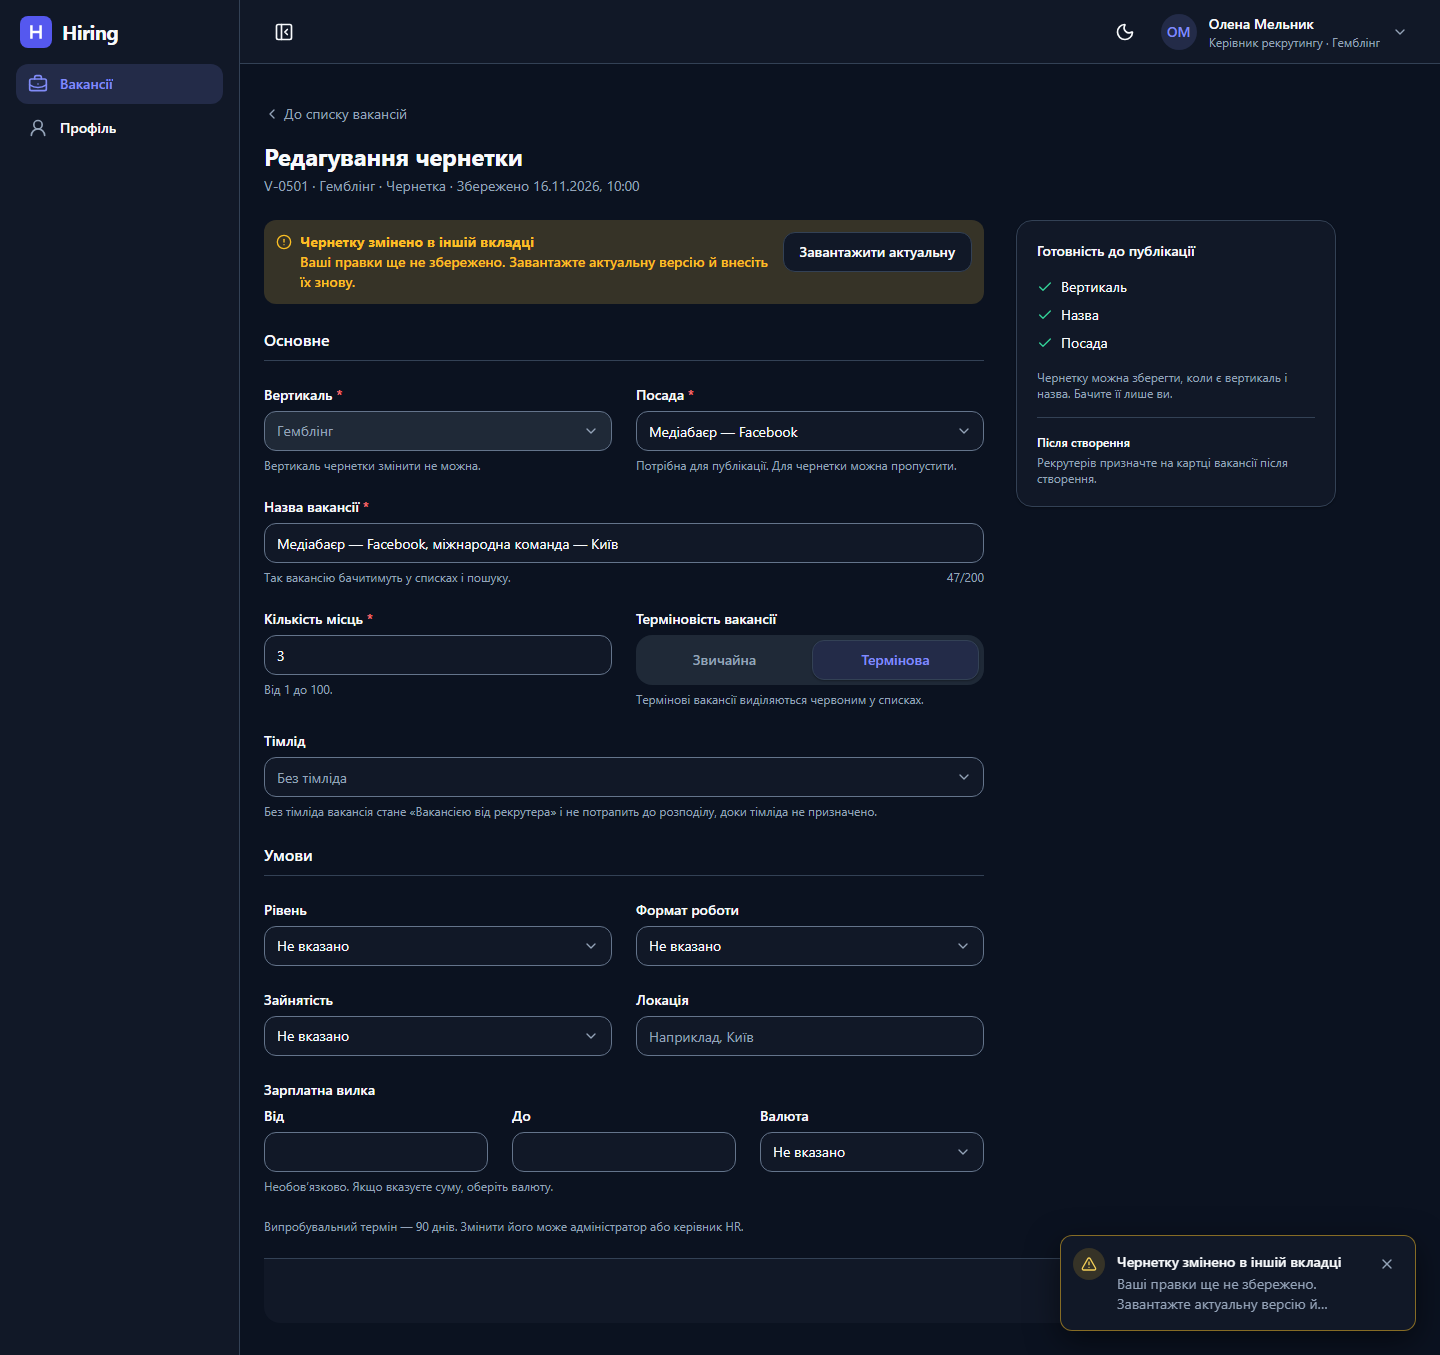 H Hiring
Вакансії
Профіль
ОМ
Олена Мельник
Керівник рекрутингу · Гемблінг
До списку вакансій
Редагування чернетки
V-0501 · Гемблінг · Чернетка · Збережено 16.11.2026, 10:00
Чернетку змінено в іншій вкладці
Ваші правки ще не збережено. Завантажте актуальну версію й внесіть
їх знову.
Завантажити актуальну
Готовність до публікації
Вертикаль
Назва
Посада
Чернетку можна зберегти, коли є вертикаль і
назва. Бачите її лише ви.
Після створення
Рекрутерів призначте на картці вакансії після
створення.
Основне
Вертикаль *
Гемблінг
Вертикаль чернетки змінити не можна.
Посада *
Медіабаєр — Facebook
Потрібна для публікації. Для чернетки можна пропустити.
Назва вакансії *
Медіабаєр — Facebook, міжнародна команда — Київ
Так вакансію бачитимуть у списках і пошуку.
47/200
Кількість місць *
3
Від 1 до 100.
Терміновість вакансії
Звичайна
Термінова
Термінові вакансії виділяються червоним у списках.
Тімлід
Без тімліда
Без тімліда вакансія стане «Вакансією від рекрутера» і не потрапить до розподілу, доки тімліда не призначено.
Умови
Рівень
Не вказано
Формат роботи
Не вказано
Зайнятість
Не вказано
Локація
Наприклад, Київ
Зарплатна вилка
Від
До
Валюта
Не вказано
Необов'язково. Якщо вказуєте суму, оберіть валюту.
Випробувальний термін — 90 днів. Змінити його може адміністратор або керівник HR.
Чернетку змінено в іншій вкладці
Ваші правки ще не збережено.
Завантажте актуальну версію й...